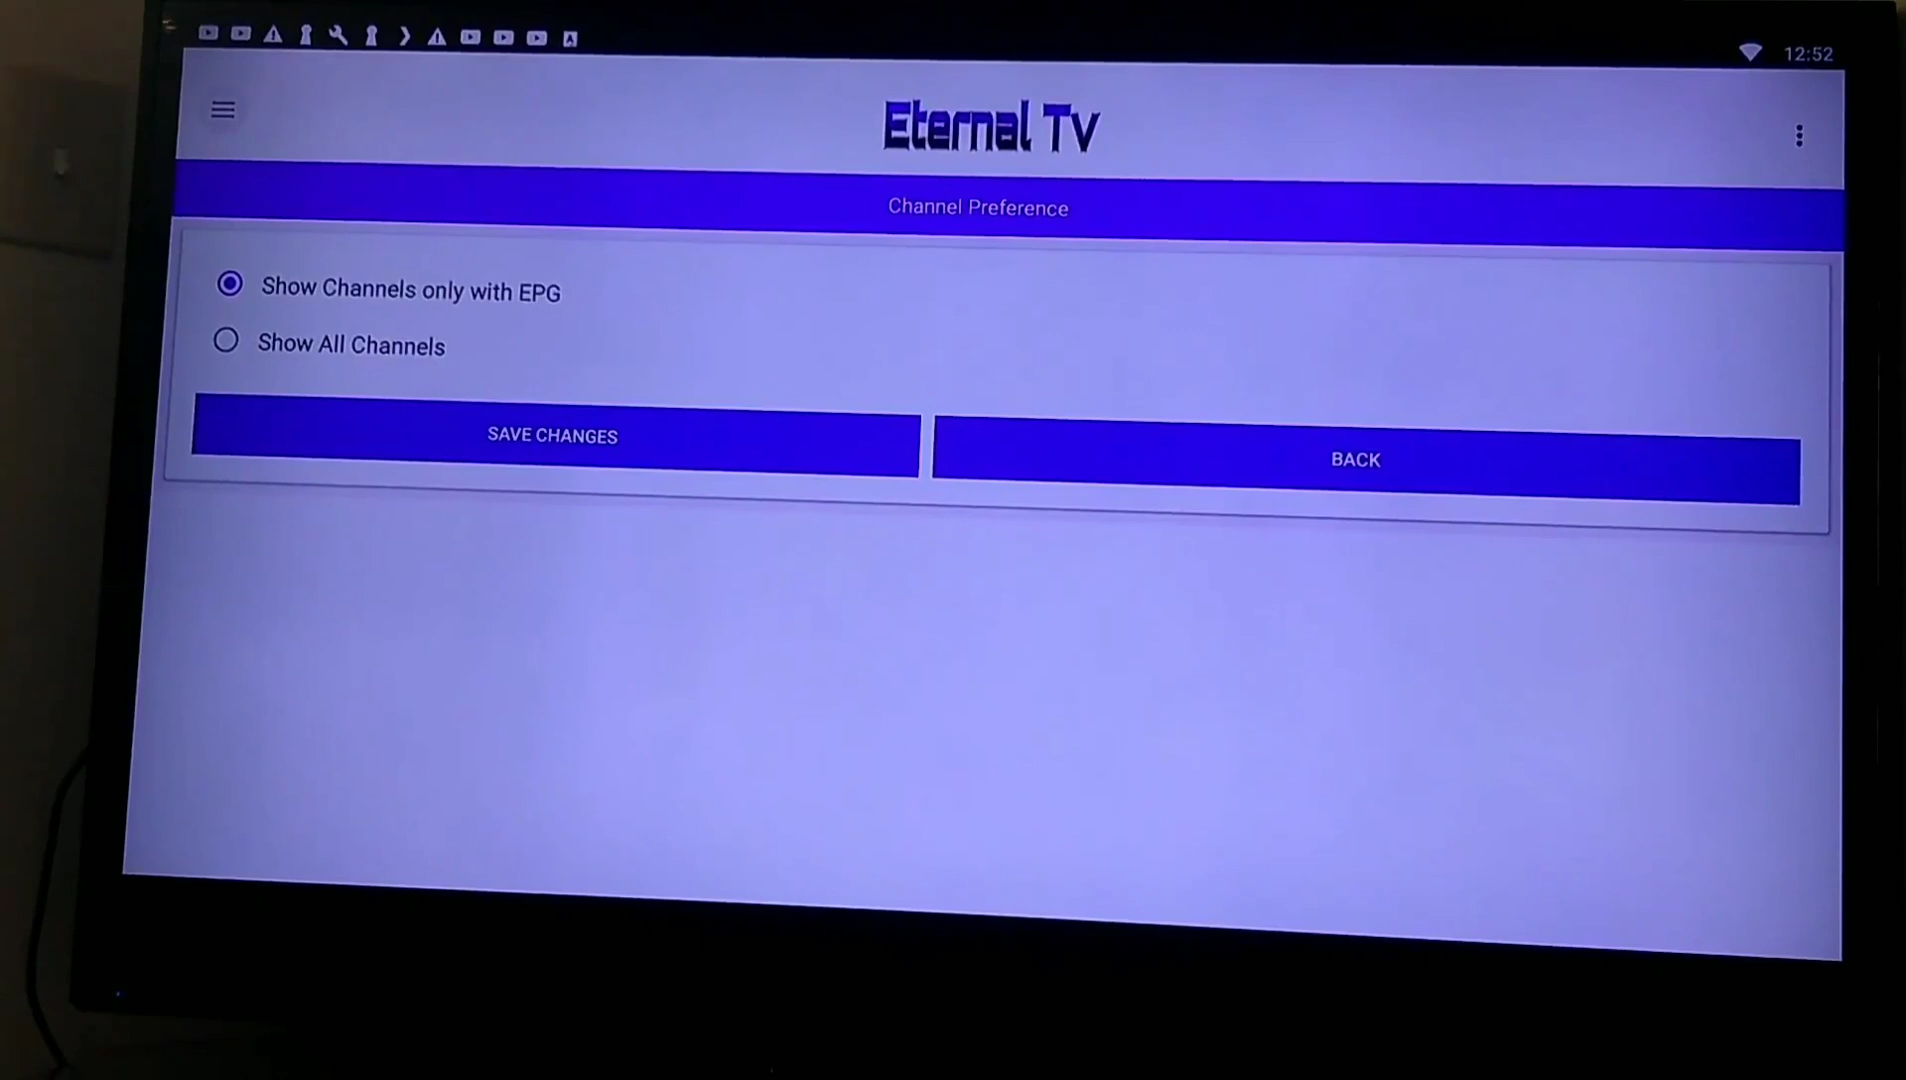 12:52
Eternal Tv
Channel Preference
Show Channels only with EPG
Show All Channels
SAVE CHANGES
BACK